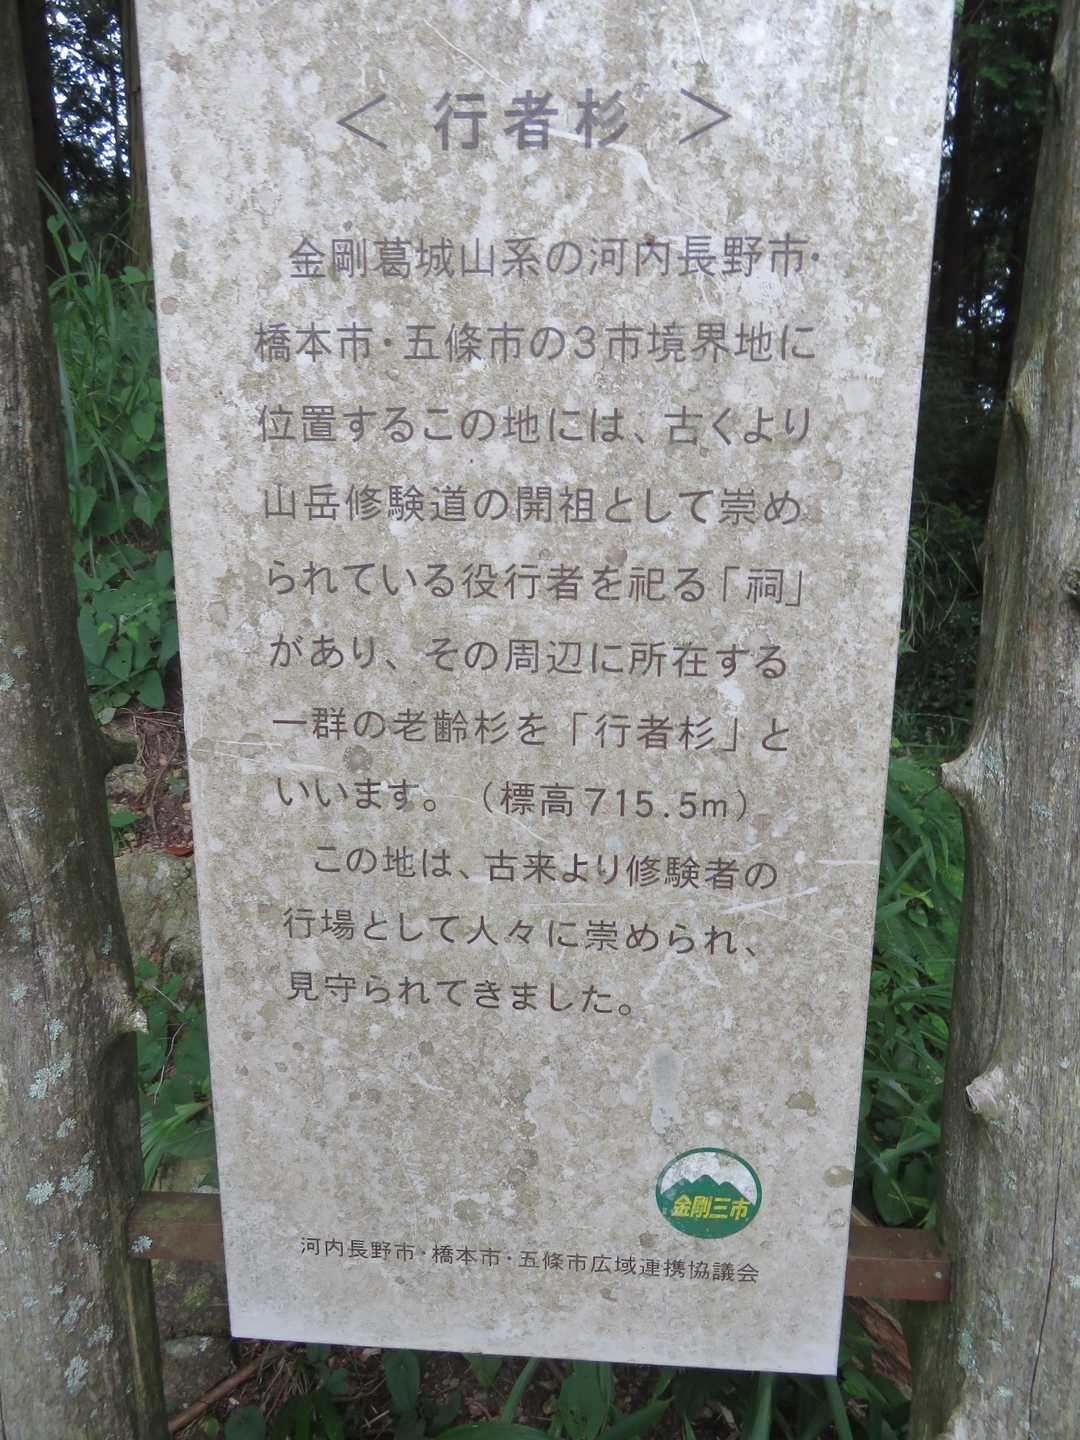 < 行者杉 >
金剛葛城山系の河内長野市・
橋本市・五條市の3市境界地に
位置するこの地には、古くより
山岳修験道の開祖として崇め
られている役行者を祀る「祠」
があり、その周辺に所在する
一群の老齢杉を「行者杉」と
いいます。（標高715.5m）
この地は、古来より修験者の
行場として人々に崇められ、
見守られてきました。
金剛三市
河内長野市・橋本市・五條市広域連携協議会